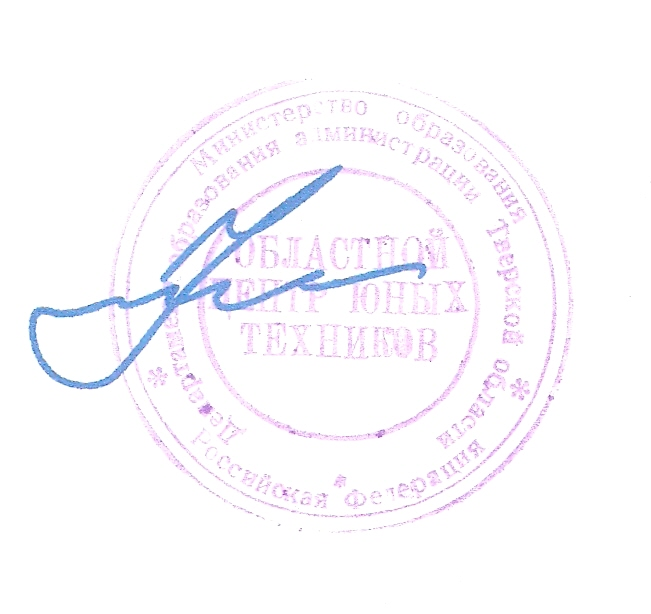 Министерство образования
Российская Федерация
Департамент образования администрации Тверской области
ОБЛАСТНОЙ
ЦЕНТР ЮНЫХ
ТЕХНИКОВ